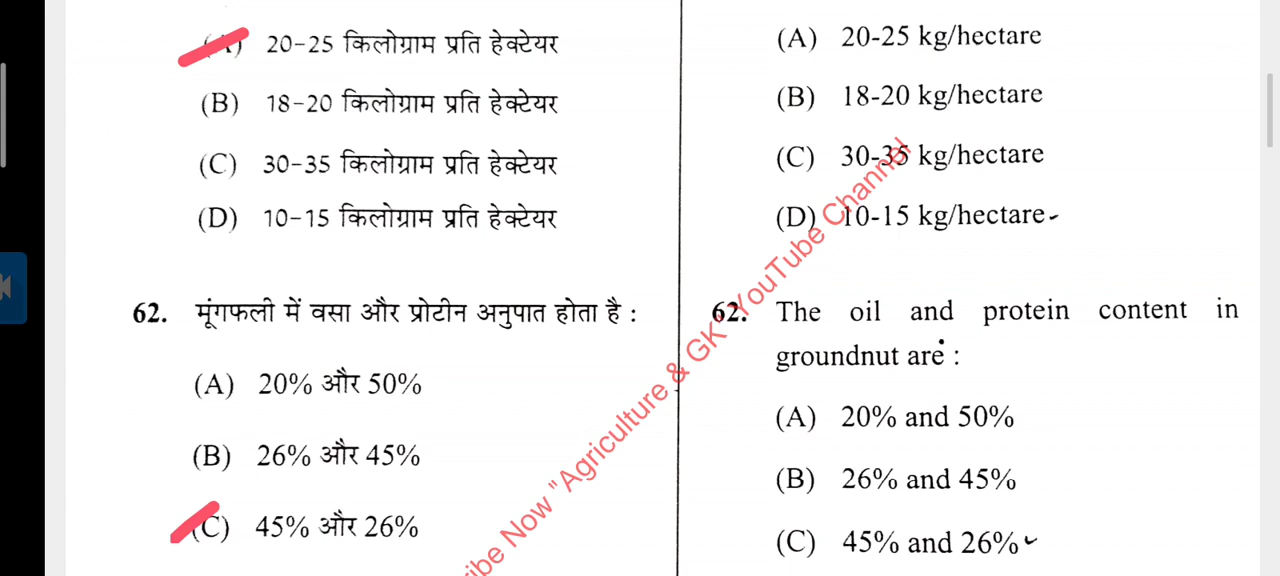 (A) 20-25 किलोग्राम प्रति हेक्टेयर
(B) 18-20 किलोग्राम प्रति हेक्टेयर
(C) 30-35 किलोग्राम प्रति हेक्टेयर
(D) 10-15 किलोग्राम प्रति हेक्टेयर
62. मूंगफली में वसा और प्रोटीन अनुपात होता है :
(A) 20% और 50%
(B) 26% और 45%
(C) 45% और 26%
(A) 20-25 kg/hectare
(B) 18-20 kg/hectare
(C) 30-35 kg/hectare
(D) 10-15 kg/hectare
62. The oil and protein content in
groundnut are :
(A) 20% and 50%
(B) 26% and 45%
(C) 45% and 26%
Now "Agriculture & GK" YouTube Channel